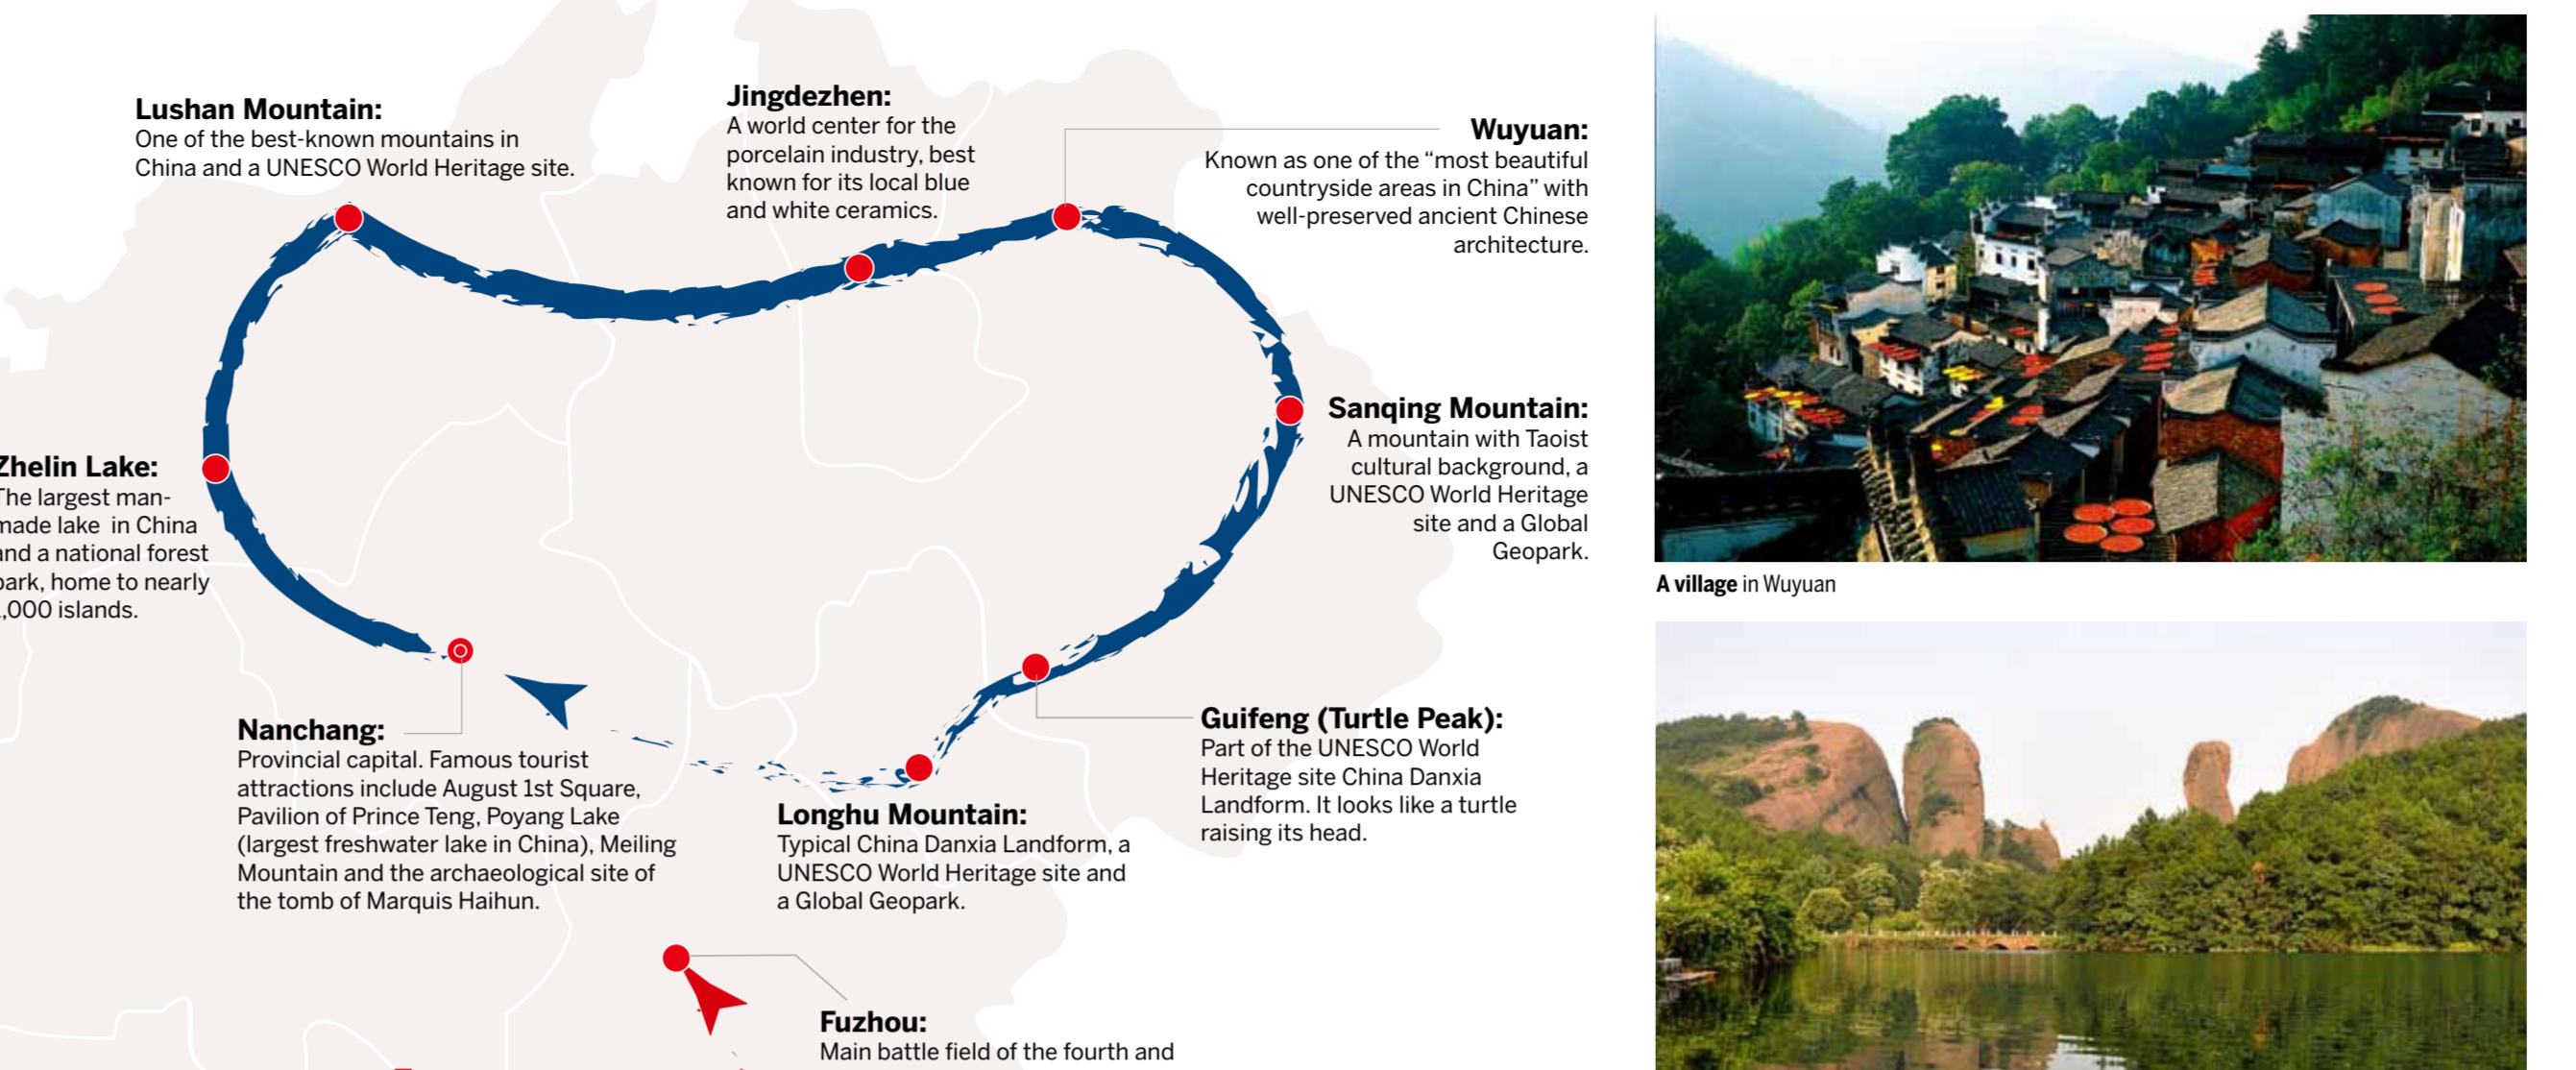 Lushan Mountain:
One of the best-known mountains in
China and a UNESCO World Heritage site.
Jingdezhen:
A world center for the
porcelain industry, best
known for its local blue
and white ceramics.
Wuyuan:
Known as one of the “most beautiful
countryside areas in China” with
well-preserved ancient Chinese
architecture.
Sanqing Mountain:
A mountain with Taoist
cultural background, a
UNESCO World Heritage
site and a Global
Geopark.
Zhelin Lake:
The largest man-
made lake in China
and a national forest
park, home to nearly
,000 islands.
Nanchang:
Provincial capital. Famous tourist
attractions include August 1st Square,
Pavilion of Prince Teng, Poyang Lake
(largest freshwater lake in China), Meiling
Mountain and the archaeological site of
the tomb of Marquis Haihun.
Longhu Mountain:
Typical China Danxia Landform, a
UNESCO World Heritage site and
a Global Geopark.
Guifeng (Turtle Peak):
Part of the UNESCO World
Heritage site China Danxia
Landform. It looks like a turtle
raising its head.
Fuzhou:
Main battle field of the fourth and
A village in Wuyuan